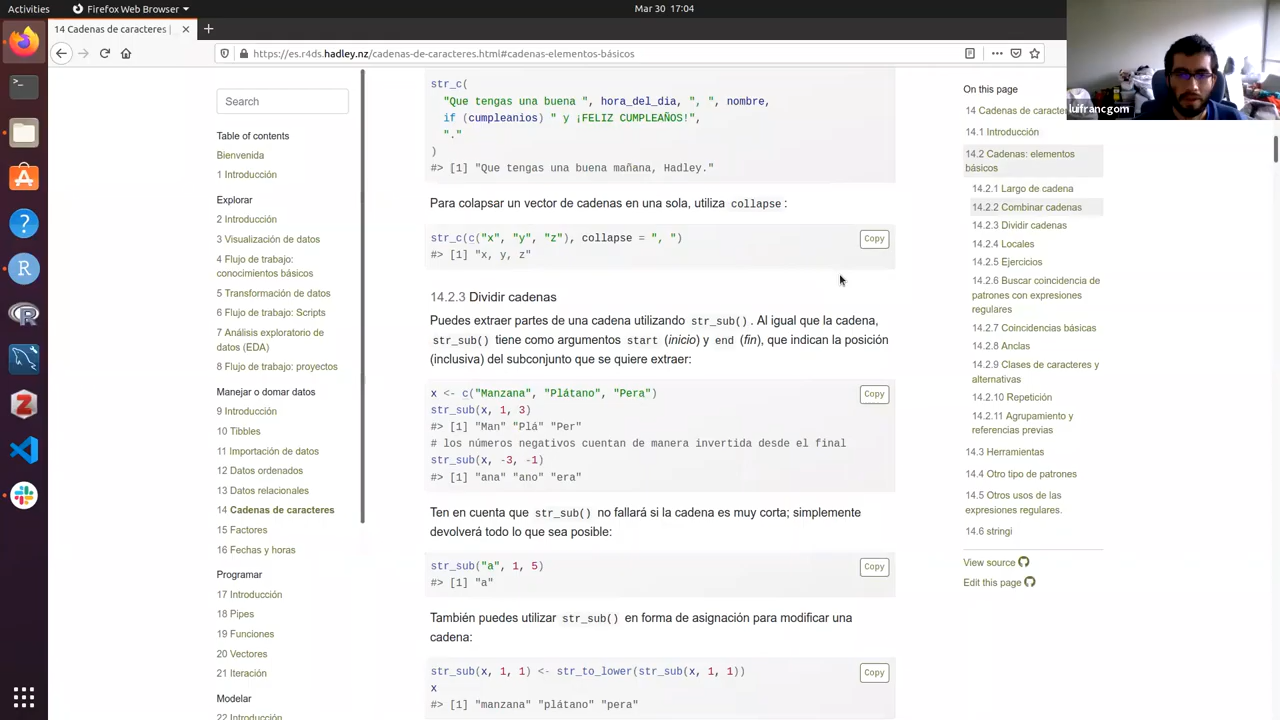 Activities
Firefox Web Browser
Mar 30 17:04
14 Cadenas de caracteres |
https://es.r4ds.hadley.nz/cadenas-de-caracteres.html#cadenas-elementos-básicos
lufrancgom
Search
Table of contents
Bienvenida
1 Introducción
Explorar
2 Introducción
3 Visualización de datos
4 Flujo de trabajo:
conocimientos básicos
5 Transformación de datos
6 Flujo de trabajo: Scripts
7 Análisis exploratorio de
datos (EDA)
8 Flujo de trabajo: proyectos
Manejar o domar datos
9 Introducción
10 Tibbles
11 Importación de datos
12 Datos ordenados
13 Datos relacionales
14 Cadenas de caracteres
15 Factores
16 Fechas y horas
Programar
17 Introducción
18 Pipes
19 Funciones
20 Vectores
21 Iteración
Modelar
22 Introducción
str_c(
"Que tengas una buena ", hora_del_dia, ", ", nombre,
if (cumpleanios) " y ¡FELIZ CUMPLEAÑOS!",
"."
)
#> [1] "Que tengas una buena mañana, Hadley."
Para colapsar un vector de cadenas en una sola, utiliza collapse :
str_c(c("x", "y", "z"), collapse = ", ")
#> [1] "x, y, z"
Copy
14.2.3 Dividir cadenas
Puedes extraer partes de una cadena utilizando str_sub() . Al igual que la cadena,
str_sub() tiene como argumentos start (inicio) y end (fin), que indican la posición
(inclusiva) del subconjunto que se quiere extraer:
x <- c("Manzana", "Plátano", "Pera")
str_sub(x, 1, 3)
#> [1] "Man" "Plá" "Per"
# los números negativos cuentan de manera invertida desde el final
str_sub(x, -3, -1)
#> [1] "ana" "ano" "era"
Copy
Ten en cuenta que str_sub() no fallará si la cadena es muy corta; simplemente
devolverá todo lo que sea posible:
str_sub("a", 1, 5)
#> [1] "a"
Copy
También puedes utilizar str_sub() en forma de asignación para modificar una
cadena:
str_sub(x, 1, 1) <- str_to_lower(str_sub(x, 1, 1))
x
#> [1] "manzana" "plátano" "pera"
Copy
On this page
14 Cadenas de
14.1 Introducción
14.2 Cadenas: elementos
básicos
14.2.1 Largo de cadena
14.2.2 Combinar cadenas
14.2.3 Dividir cadenas
14.2.4 Locales
14.2.5 Ejercicios
14.2.6 Buscar coincidencia de
patrones con expresiones
regulares
14.2.7 Coincidencias básicas
14.2.8 Anclas
14.2.9 Clases de caracteres y
alternativas
14.2.10 Repetición
14.2.11 Agrupamiento y
referencias previas
14.3 Herramientas
14.4 Otro tipo de patrones
14.5 Otros usos de las
expresiones regulares.
14.6 stringi
View source
Edit this page